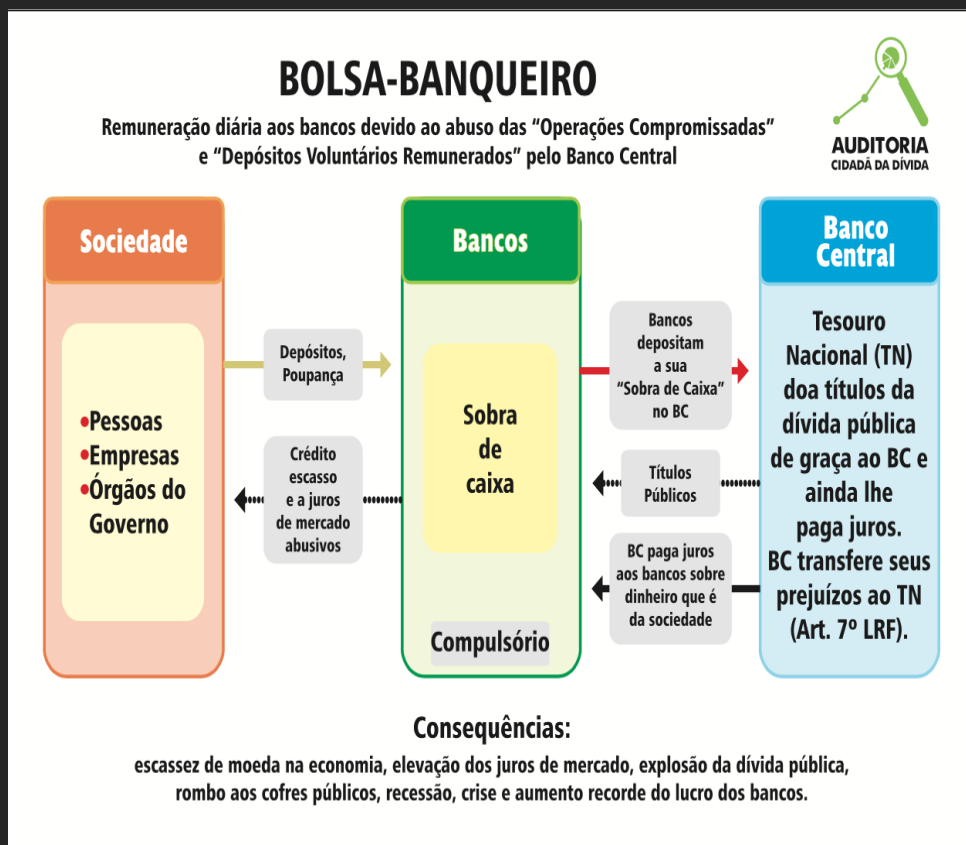 BOLSA-BANQUEIRO
Remuneração diária aos bancos devido ao abuso das “Operações Compromissadas”
e “Depósitos Voluntários Remunerados” pelo Banco Central
AUDITORIA
CIDADÃ DA DÍVIDA
Sociedade
•Pessoas
•Empresas
•Órgãos do
Governo
Depósitos,
Poupança
Crédito
escasso
e a juros
de mercado
abusivos
Bancos
Sobra
de
caixa
Compulsório
Bancos
depositam
a sua
“Sobra de Caixa”
no BC
Títulos
Públicos
BC paga juros
aos bancos sobre
dinheiro que é
da sociedade
Banco
Central
Tesouro
Nacional (TN)
doa títulos da
dívida pública
de graça ao BC e
ainda lhe
paga juros.
BC transfere seus
prejuízos ao TN
(Art. 7º LRF).
Consequências:
escassez de moeda na economia, elevação dos juros de mercado, explosão da dívida pública,
rombo aos cofres públicos, recessão, crise e aumento recorde do lucro dos bancos.